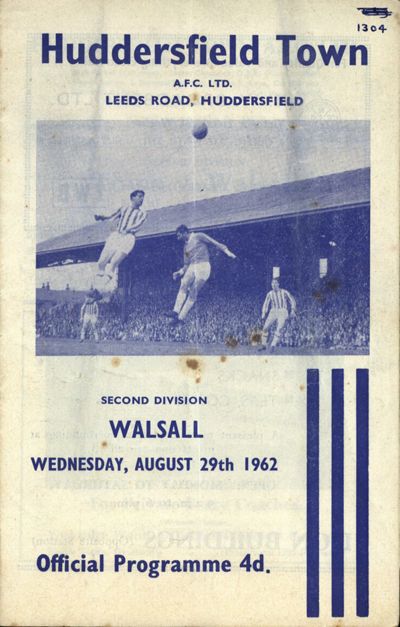 1304
Huddersfield Town
A.F.C. LTD.
LEEDS ROAD, HUDDERSFIELD
SECOND DIVISION
WALSALL
WEDNESDAY, AUGUST 29th 1962
Official Programme 4d.